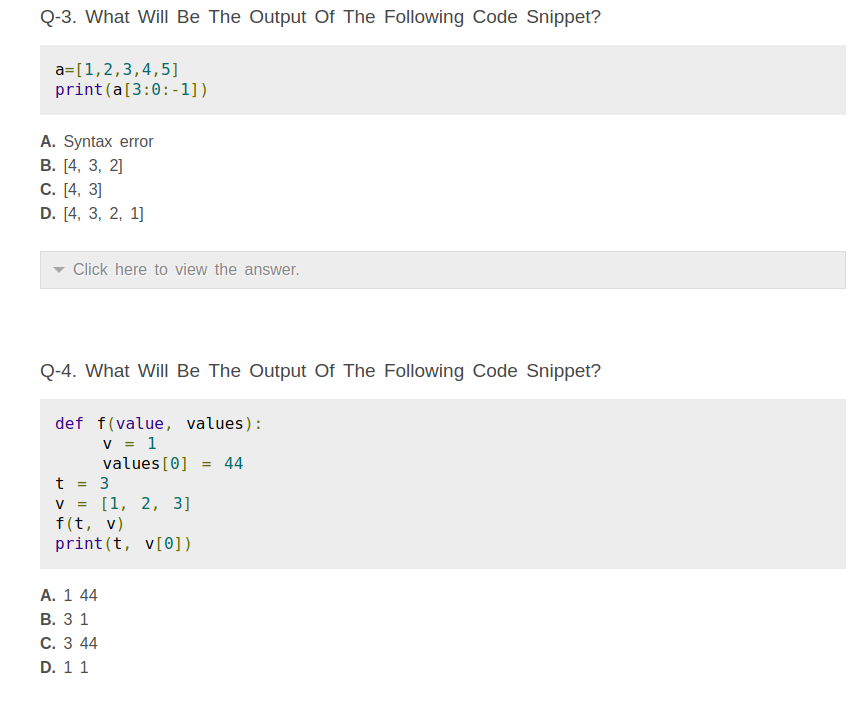 Q-3. What Will Be The Output Of The Following Code Snippet?
a=[1,2,3,4,5]
print(a[3:0:-1])
A. Syntax error
B. [4, 3, 2]
C. [4, 3]
D. [4, 3, 2, 1]
Click here to view the answer.
Q-4. What Will Be The Output Of The Following Code Snippet?
def f(value, values):
     v = 1
     values[0] = 44
t = 3
v = [1, 2, 3]
f(t, v)
print(t, v[0])
A. 1 44
B. 3 1
C. 3 44
D. 1 1